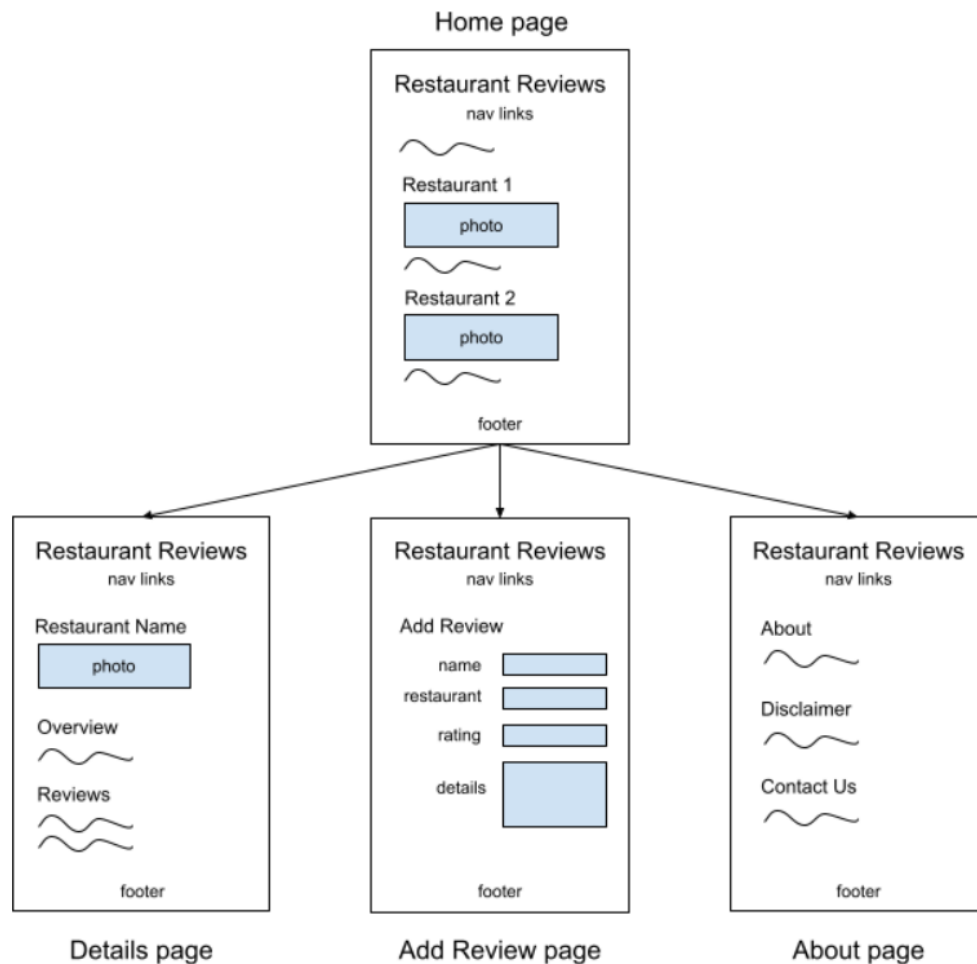 Home page
Restaurant Reviews
nav links
Restaurant 1
photo
Restaurant 2
photo
footer
Restaurant Reviews
nav links
Restaurant Name
photo
Overview
Reviews
footer
Details page
Restaurant Reviews
nav links
Add Review
name
restaurant
rating
details
footer
Add Review page
Restaurant Reviews
nav links
About
Disclaimer
Contact Us
footer
About page